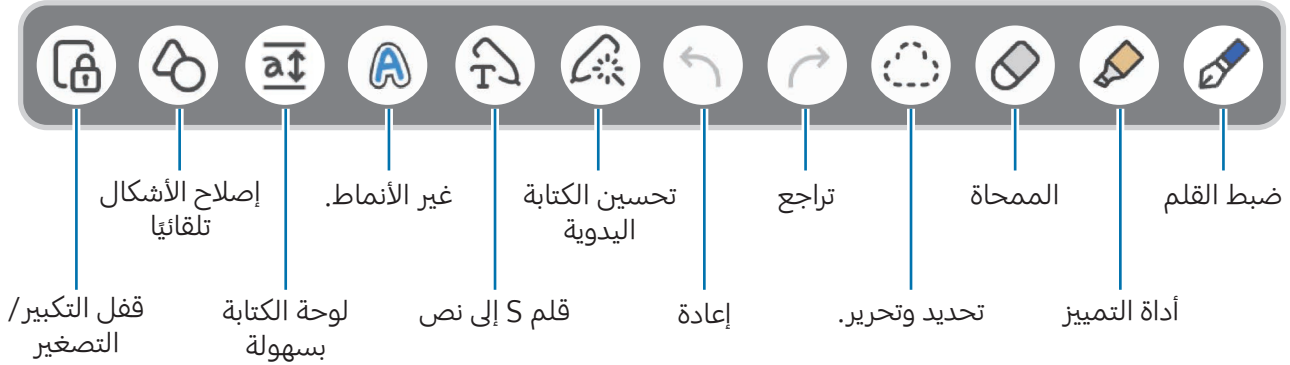 ضبط القلم
أداة التمييز
الممحاة
تحديد وتحرير.
تراجع
إعادة
تحسين الكتابة
اليدوية
قلم S إلى نص
غير الأنماط.
لوحة الكتابة
بسهولة
إصلاح الأشكال
تلقائيًا
قفل التكبير/
التصغير